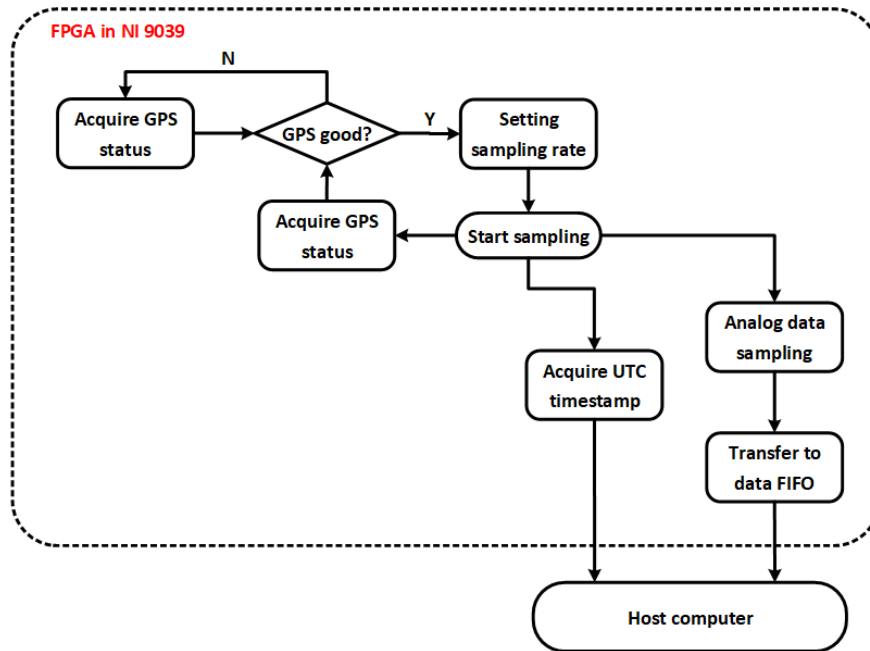 FPGA in NI 9039
N
Acquire GPS
status
GPS good?
Y
Setting
sampling rate
Acquire GPS
status
Start sampling
Analog data
sampling
Acquire UTC
timestamp
Transfer to
data FIFO
Host computer